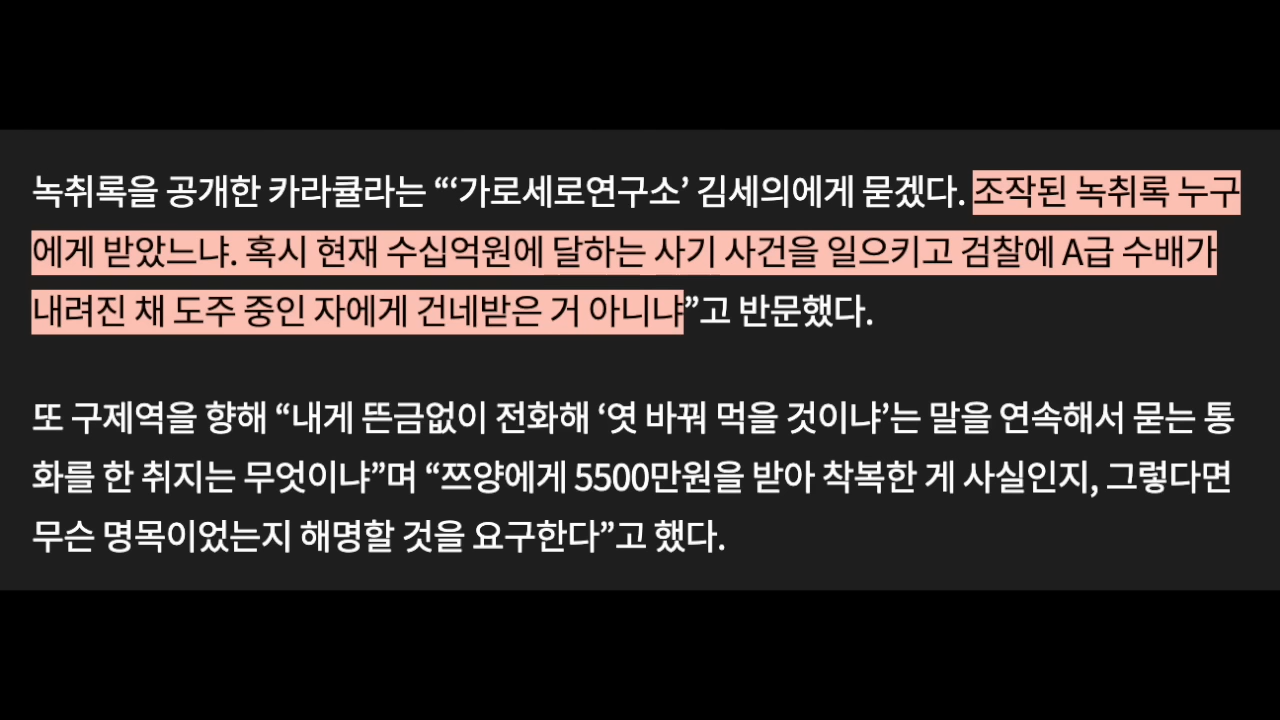 녹취록을 공개한 카라큘라는 “‘가로세로연구소’ 김세의에게 묻겠다. 조작된 녹취록 누구
에게 받았느냐. 혹시 현재 수십억원에 달하는 사기 사건을 일으키고 검찰에 A급 수배가
내려진 채 도주 중인 자에게 건네받은 거 아니냐”고 반문했다.
또 구제역을 향해 “내게 뜬금없이 전화해 ‘엿 바꿔 먹을 것이냐’는 말을 연속해서 묻는 통
화를 한 취지는 무엇이냐”며 “쯔양에게 5500만원을 받아 착복한 게 사실인지, 그렇다면
무슨 명목이었는지 해명할 것을 요구한다”고 했다.